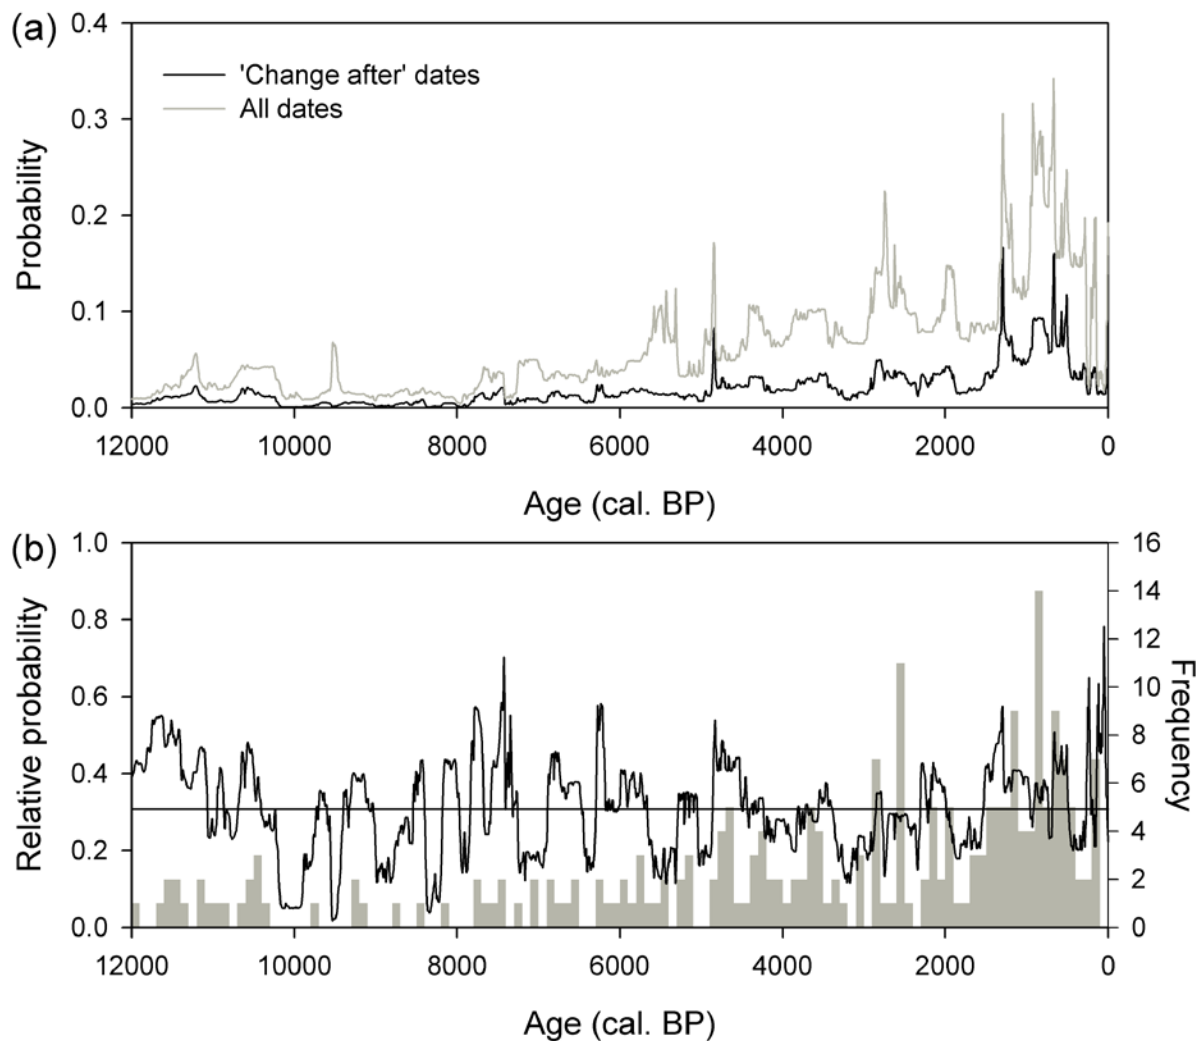 (a)
0.4
0.3
0.2
0.1
0.0
Probability
'Change after' dates
All dates
12000 10000 8000 6000 4000 2000 0
Age (cal. BP)
(b)
1.0
0.8
0.6
0.4
0.2
0.0
Relative probability
16
14
12
10
8
6
4
2
0
Frequency
12000 10000 8000 6000 4000 2000 0
Age (cal. BP)